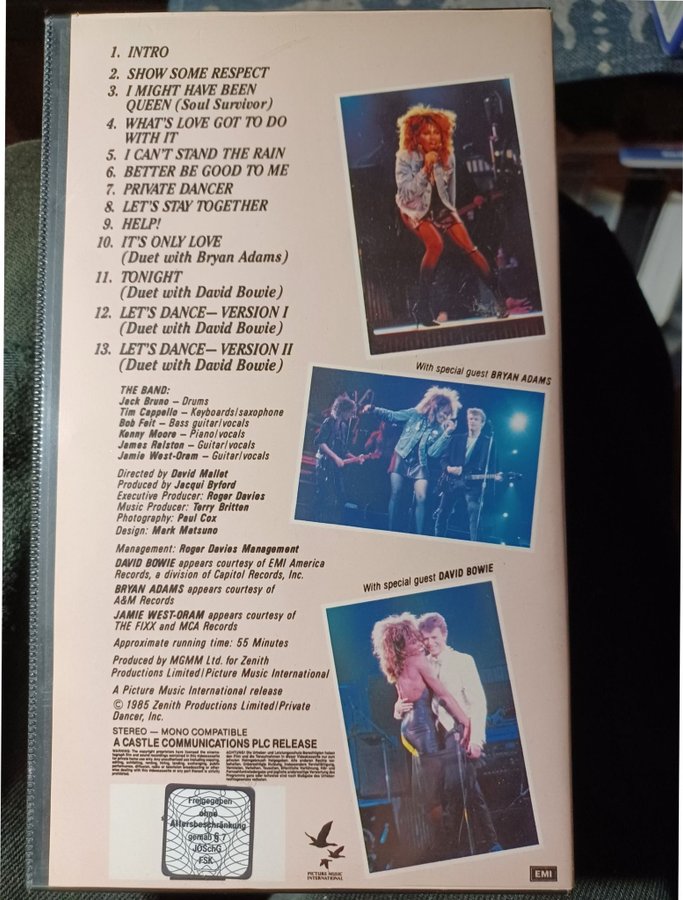 1. INTRO
2. SHOW SOME RESPECT
3. I MIGHT HAVE BEEN
QUEEN (Soul Survivor)
4. WHAT'S LOVE GOT TO DO
WITH IT
5. I CAN'T STAND THE RAIN
6. BETTER BE GOOD TO ME
7. PRIVATE DANCER
8. LET'S STAY TOGETHER
9. HELP!
10. IT'S ONLY LOVE
(Duet with Bryan Adams)
11. TONIGHT
(Duet with David Bowie)
12. LET'S DANCE—VERSION I
(Duet with David Bowie)
13. LET'S DANCE—VERSION II
(Duet with David Bowie)
With special guest BRYAN ADAMS
THE BAND:
Jack Bruno – Drums
Tim Cappello – Keyboards/saxophone
Bob Feit – Bass guitar/vocals
Kenny Moore – Piano/vocals
James Ralston – Guitar/vocals
Jamie West-Oram – Guitar/vocals
Directed by David Mallet
Produced by Jacqui Byford
Executive Producer: Roger Davies
Music Producer: Terry Britten
Photography: Paul Cox
Design: Mark Matsuno
Management: Roger Davies Management
DAVID BOWIE appears courtesy of EMI America
Records, a division of Capitol Records, Inc.
BRYAN ADAMS appears courtesy of
A&M Records
JAMIE WEST-ORAM appears courtesy of
THE FIXX and MCA Records
With special guest DAVID BOWIE
Approximate running time: 55 Minutes
Produced by MGMM Ltd. for Zenith
Productions Limited/Picture Music International
A Picture Music International release
© 1985 Zenith Productions Limited/Private
Dancer, Inc.
STEREO – MONO COMPATIBLE
A CASTLE COMMUNICATIONS PLC RELEASE
Freigegeben
ohne
Altersbeschränkung
gemäß § 7
JÖSchG
FSK
PICTURE MUSIC
INTERNATIONAL
EMI